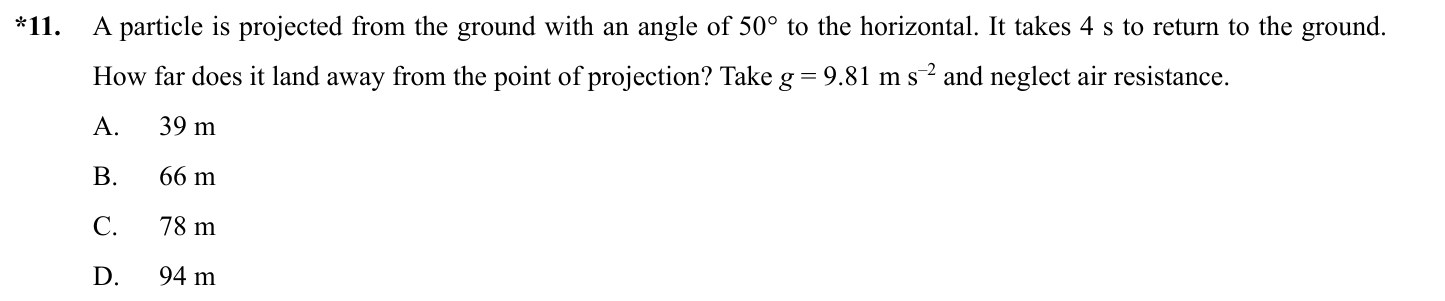 *11. A particle is projected from the ground with an angle of 50° to the horizontal. It takes 4 s to return to the ground.
How far does it land away from the point of projection? Take g = 9.81 m s⁻² and neglect air resistance.
A. 39 m
B. 66 m
C. 78 m
D. 94 m